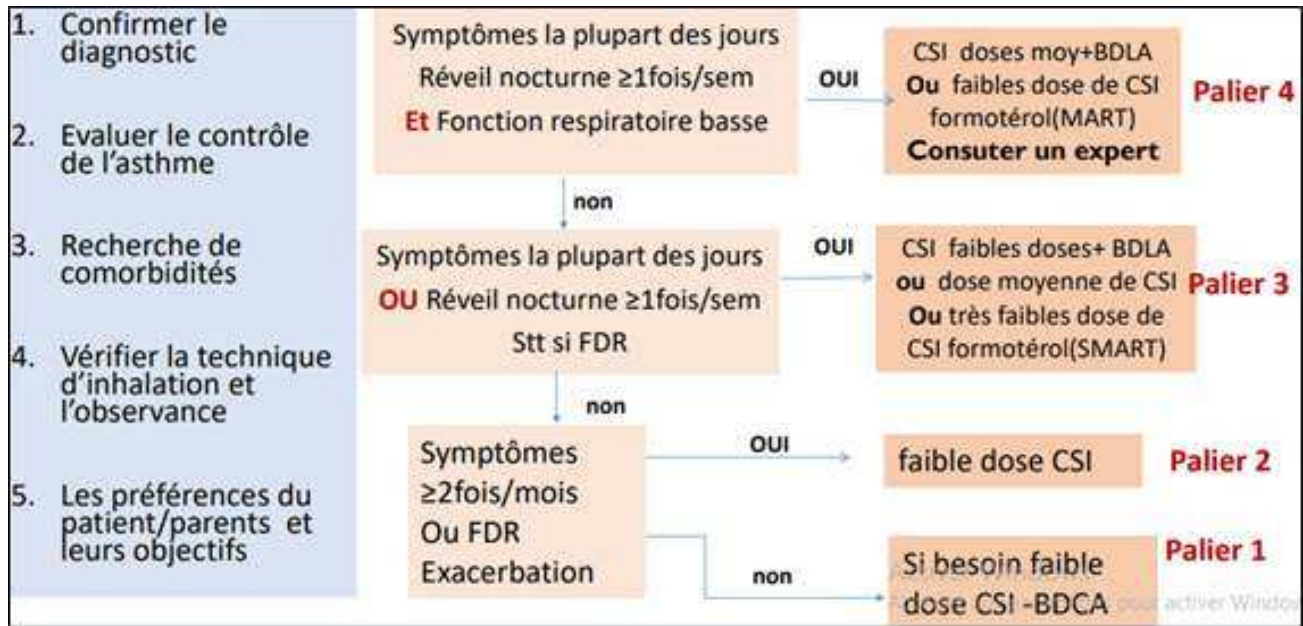 1. Confirmer le
diagnostic
2. Evaluer le contrôle
de l'asthme
3. Recherche de
comorbidités
4. Vérifier la technique
d'inhalation et
l'observance
5. Les préférences du
patient/parents et
leurs objectifs
Symptômes la plupart des jours
Réveil nocturne ≥1fois/sem
Et Fonction respiratoire basse
OUI
CSI doses moy+BDLA
Ou faibles dose de CSI
formotérol(MART)
Consuter un expert
Palier 4
non
Symptômes la plupart des jours
OU Réveil nocturne ≥1fois/sem
Stt si FDR
OUI
CSI faibles doses+ BDLA
ou dose moyenne de CSI
Ou très faibles dose de
CSI formotérol(SMART)
Palier 3
non
Symptômes
≥2fois/mois
Ou FDR
Exacerbation
OUI
faible dose CSI
Palier 2
non
Si besoin faible
dose CSI -BDCA
Palier 1
pour activer Window